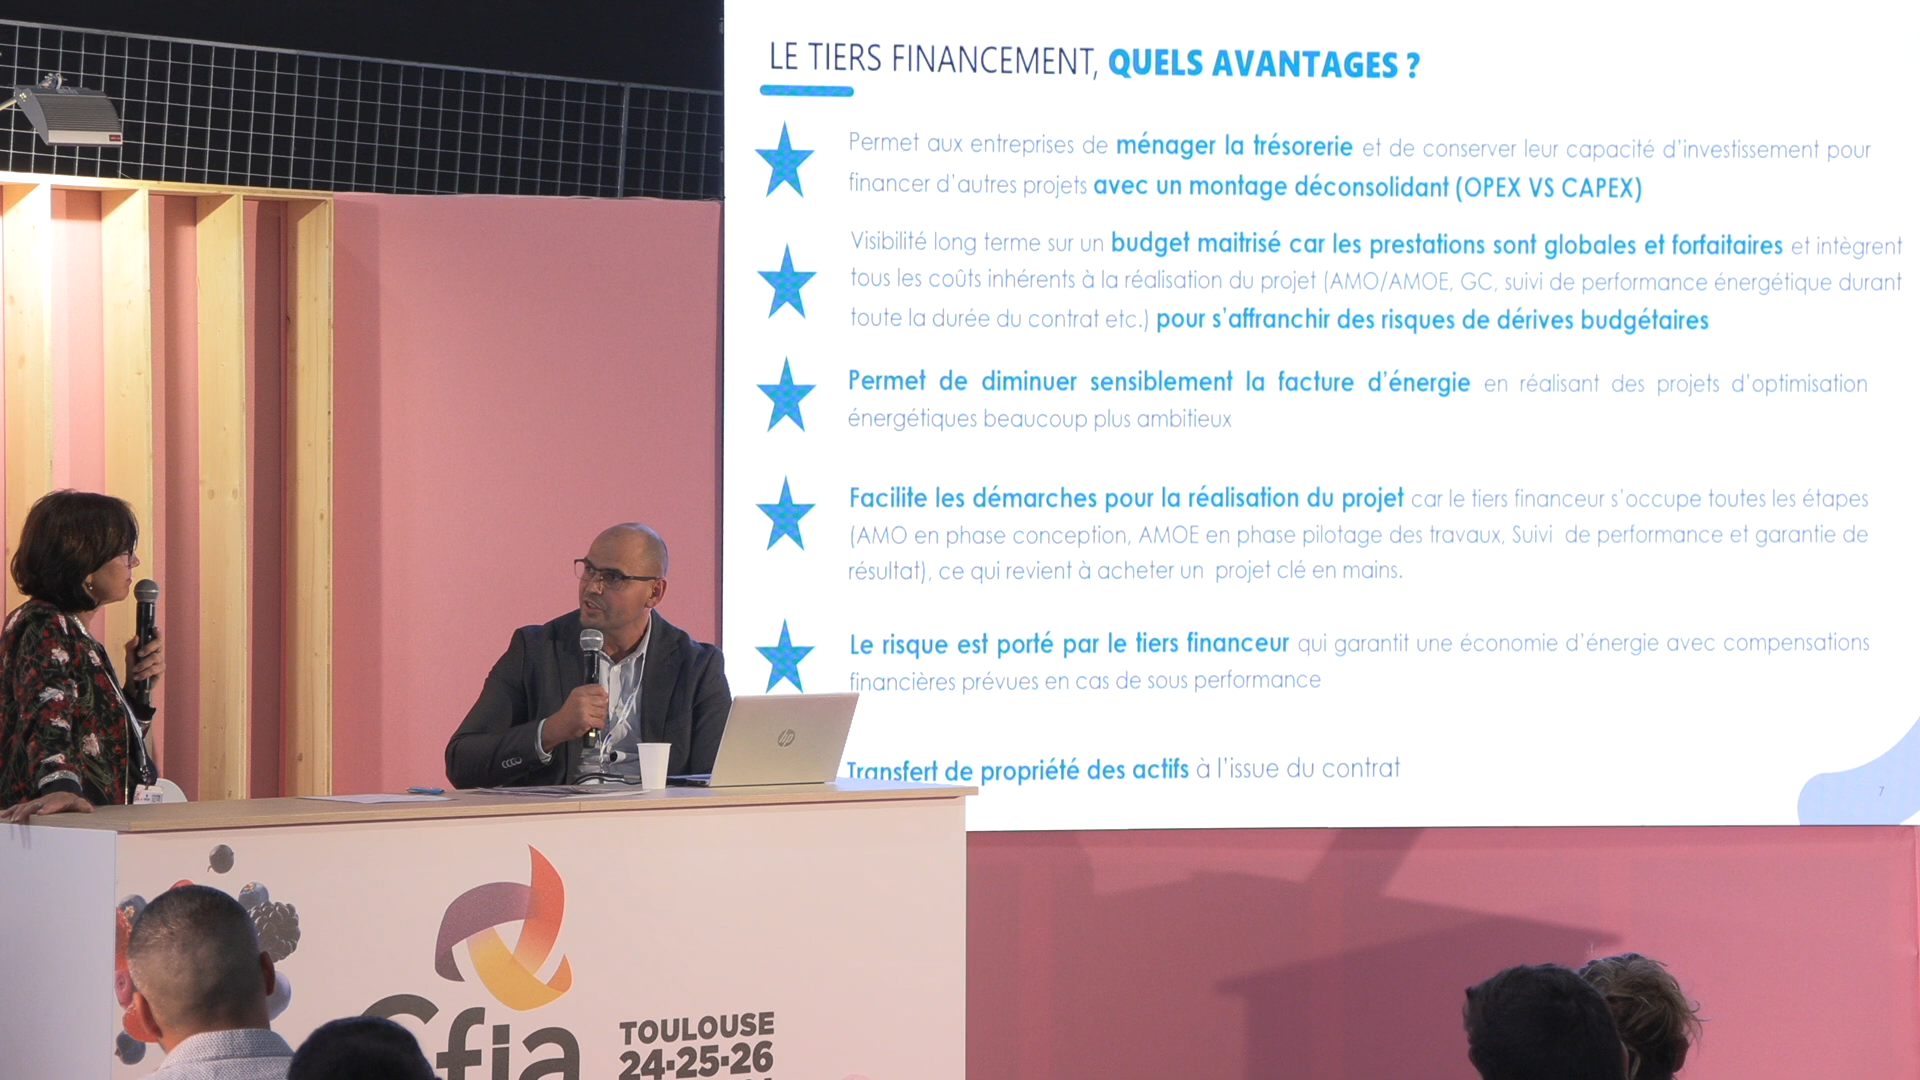 LE TIERS FINANCEMENT, QUELS AVANTAGES ?
Permet aux entreprises de ménager la trésorerie et de conserver leur capacité d'investissement pour
financer d'autres projets avec un montage déconsolidant (OPEX VS CAPEX)
Visibilité long terme sur un budget maitrisé car les prestations sont globales et forfaitaires et intègrent
tous les coûts inhérents à la réalisation du projet (AMO/AMOE, GC, suivi de performance énergétique durant
toute la durée du contrat etc.) pour s'affranchir des risques de dérives budgétaires
Permet de diminuer sensiblement la facture d'énergie en réalisant des projets d'optimisation
énergétiques beaucoup plus ambitieux
Facilite les démarches pour la réalisation du projet car le tiers financeur s'occupe toutes les étapes
(AMO en phase conception, AMOE en phase pilotage des travaux, Suivi de performance et garantie de
résultat), ce qui revient à acheter un projet clé en mains.
Le risque est porté par le tiers financeur qui garantit une économie d'énergie avec compensations
financières prévues en cas de sous performance
Transfert de propriété des actifs à l'issue du contrat
7
hp
Cfia
TOULOUSE
24-25-26